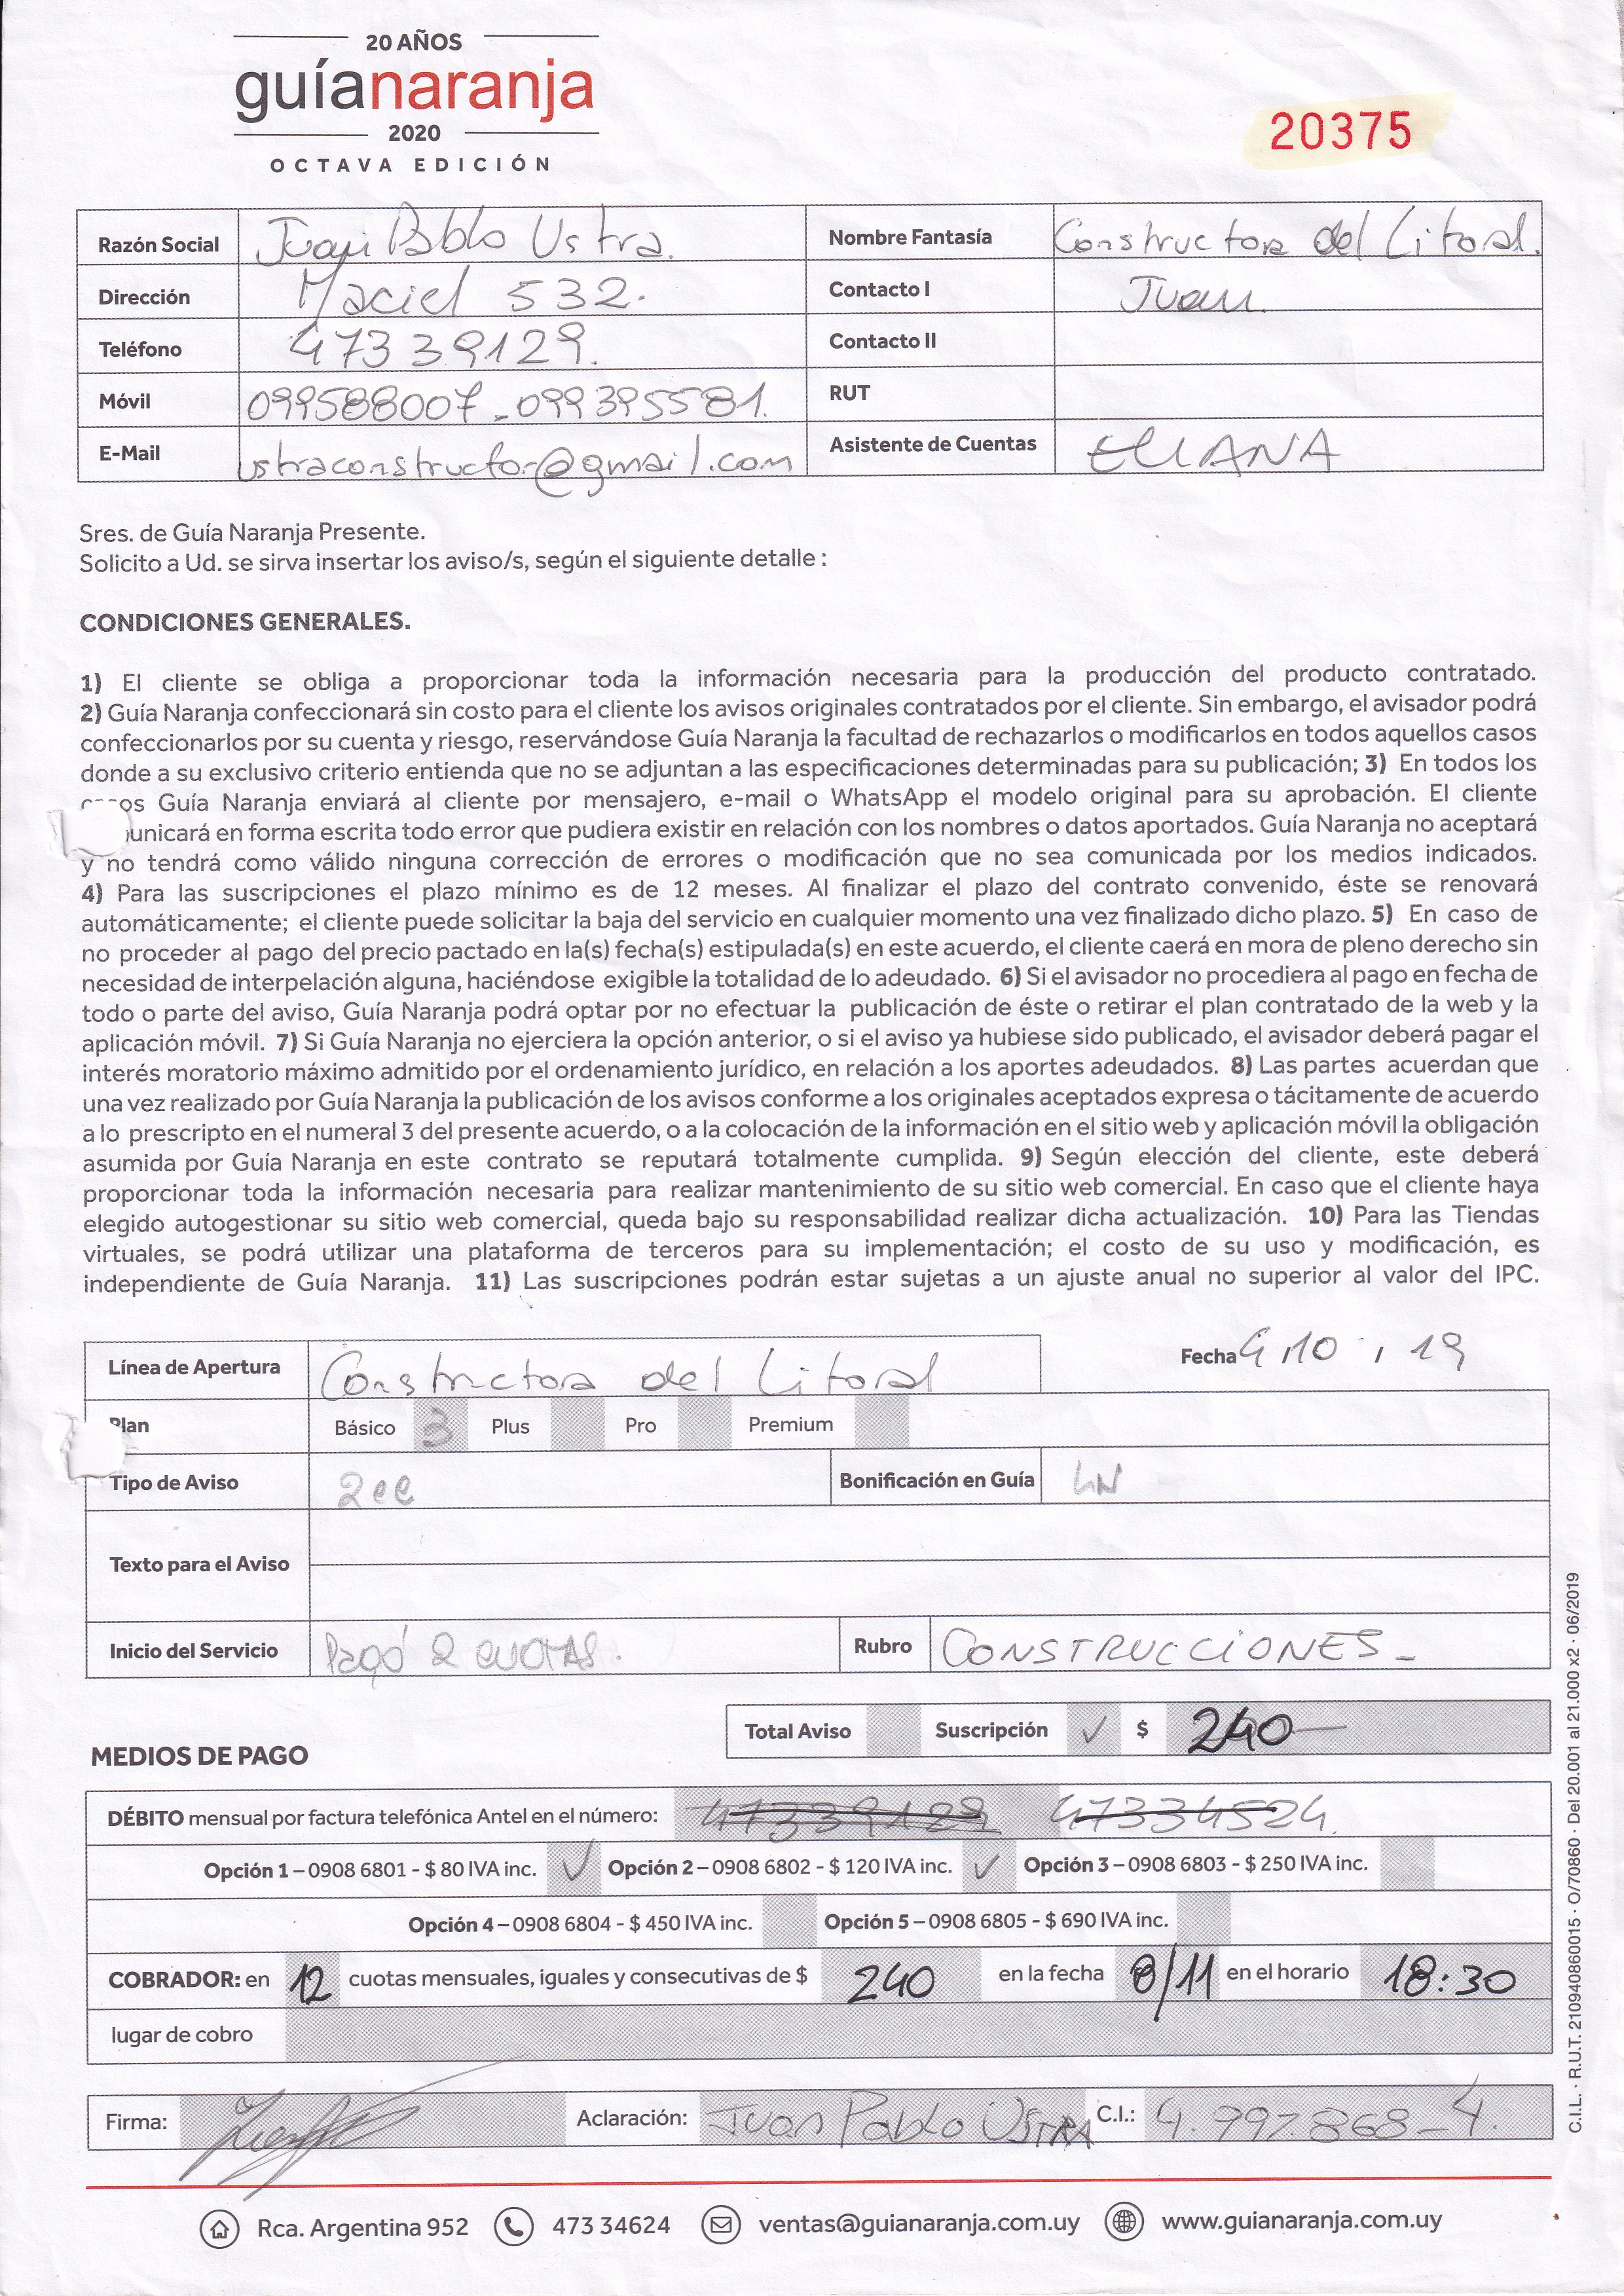 20 AÑOS
guíanaranja
2020
OCTAVA EDICIÓN
20375
Razón Social Juan Pablo Ustra. Nombre Fantasía Constructora del Litoral.
Dirección Maciel 532. Contacto I Juan
Teléfono 47339129. Contacto II
Móvil 099588007-099395581. RUT
E-Mail ustraconstructor@gmail.com Asistente de Cuentas ELIANA
Sres. de Guía Naranja Presente.
Solicito a Ud. se sirva insertar los aviso/s, según el siguiente detalle :
CONDICIONES GENERALES.
1) El cliente se obliga a proporcionar toda la información necesaria para la producción del producto contratado.
2) Guía Naranja confeccionará sin costo para el cliente los avisos originales contratados por el cliente. Sin embargo, el avisador podrá
confeccionarlos por su cuenta y riesgo, reservándose Guía Naranja la facultad de rechazarlos o modificarlos en todos aquellos casos
donde a su exclusivo criterio entienda que no se adjuntan a las especificaciones determinadas para su publicación; 3) En todos los
Guía Naranja enviará al cliente por mensajero, e-mail o WhatsApp el modelo original para su aprobación. El cliente
unicará en forma escrita todo error que pudiera existir en relación con los nombres o datos aportados. Guía Naranja no aceptará
y no tendrá como válido ninguna corrección de errores o modificación que no sea comunicada por los medios indicados.
4) Para las suscripciones el plazo mínimo es de 12 meses. Al finalizar el plazo del contrato convenido, éste se renovará
automáticamente; el cliente puede solicitar la baja del servicio en cualquier momento una vez finalizado dicho plazo. 5) En caso de
no proceder al pago del precio pactado en la(s) fecha(s) estipulada(s) en este acuerdo, el cliente caerá en mora de pleno derecho sin
necesidad de interpelación alguna, haciéndose exigible la totalidad de lo adeudado. 6) Si el avisador no procediera al pago en fecha de
todo o parte del aviso, Guía Naranja podrá optar por no efectuar la publicación de éste o retirar el plan contratado de la web y la
aplicación móvil. 7) Si Guía Naranja no ejerciera la opción anterior, o si el aviso ya hubiese sido publicado, el avisador deberá pagar el
interés moratorio máximo admitido por el ordenamiento jurídico, en relación a los aportes adeudados. 8) Las partes acuerdan que
una vez realizado por Guía Naranja la publicación de los avisos conforme a los originales aceptados expresa o tácitamente de acuerdo
a lo prescripto en el numeral 3 del presente acuerdo, o a la colocación de la información en el sitio web y aplicación móvil la obligación
asumida por Guía Naranja en este contrato se reputará totalmente cumplida. 9) Según elección del cliente, este deberá
proporcionar toda la información necesaria para realizar mantenimiento de su sitio web comercial. En caso que el cliente haya
elegido autogestionar su sitio web comercial, queda bajo su responsabilidad realizar dicha actualización. 10) Para las Tiendas
virtuales, se podrá utilizar una plataforma de terceros para su implementación; el costo de su uso y modificación, es
independiente de Guía Naranja. 11) Las suscripciones podrán estar sujetas a un ajuste anual no superior al valor del IPC.
Línea de Apertura Constructora del Litoral Fecha 4, 10, 19
Plan Básico 3 Plus Pro Premium
Tipo de Aviso 2cc Bonificación en Guía LN
Texto para el Aviso
Inicio del Servicio Pagó 2 cuotas. Rubro CONSTRUCCIONES-
Total Aviso Suscripción ✓ $ 240
MEDIOS DE PAGO
DÉBITO mensual por factura telefónica Antel en el número: 47339129 47334524.
Opción 1 – 0908 6801 - $ 80 IVA inc. ✓ Opción 2 – 0908 6802 - $ 120 IVA inc. ✓ Opción 3 – 0908 6803 - $ 250 IVA inc.
Opción 4 – 0908 6804 - $ 450 IVA inc. Opción 5 – 0908 6805 - $ 690 IVA inc.
COBRADOR: en 12 cuotas mensuales, iguales y consecutivas de $ 240 en la fecha 8/11 en el horario 18:30
lugar de cobro
Firma: Aclaración: Juan Pablo USTRA C.I.: 4.997.868-4.
Rca. Argentina 952 473 34624 ventas@guianaranja.com.uy www.guianaranja.com.uy
C.I.L. · R.U.T. 210940860015 · O/70860 · Del 20.001 al 21.000 x2 · 06/2019